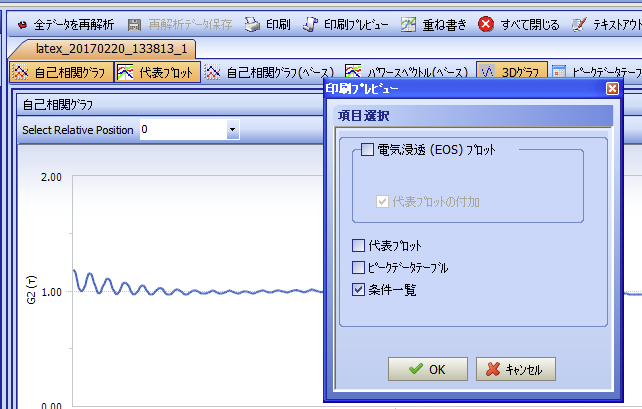 全データを再解析 再解析データ保存 印刷 印刷プレビュー 重ね書き すべて閉じる テキストアウト
latex_20170220_133813_1
自己相関グラフ 代表プロット 自己相関グラフ(ベース) パワースペクトル(ベース) 3Dグラフ ピークデータテーブ
自己相関グラフ
Select Relative Position 0
2.00
1.00
0.00
G2 (τ)
印刷プレビュー
項目選択
電気浸透 (EOS) プロット
代表プロットの付加
代表プロット
ピークデータテーブル
条件一覧
OK キャンセル